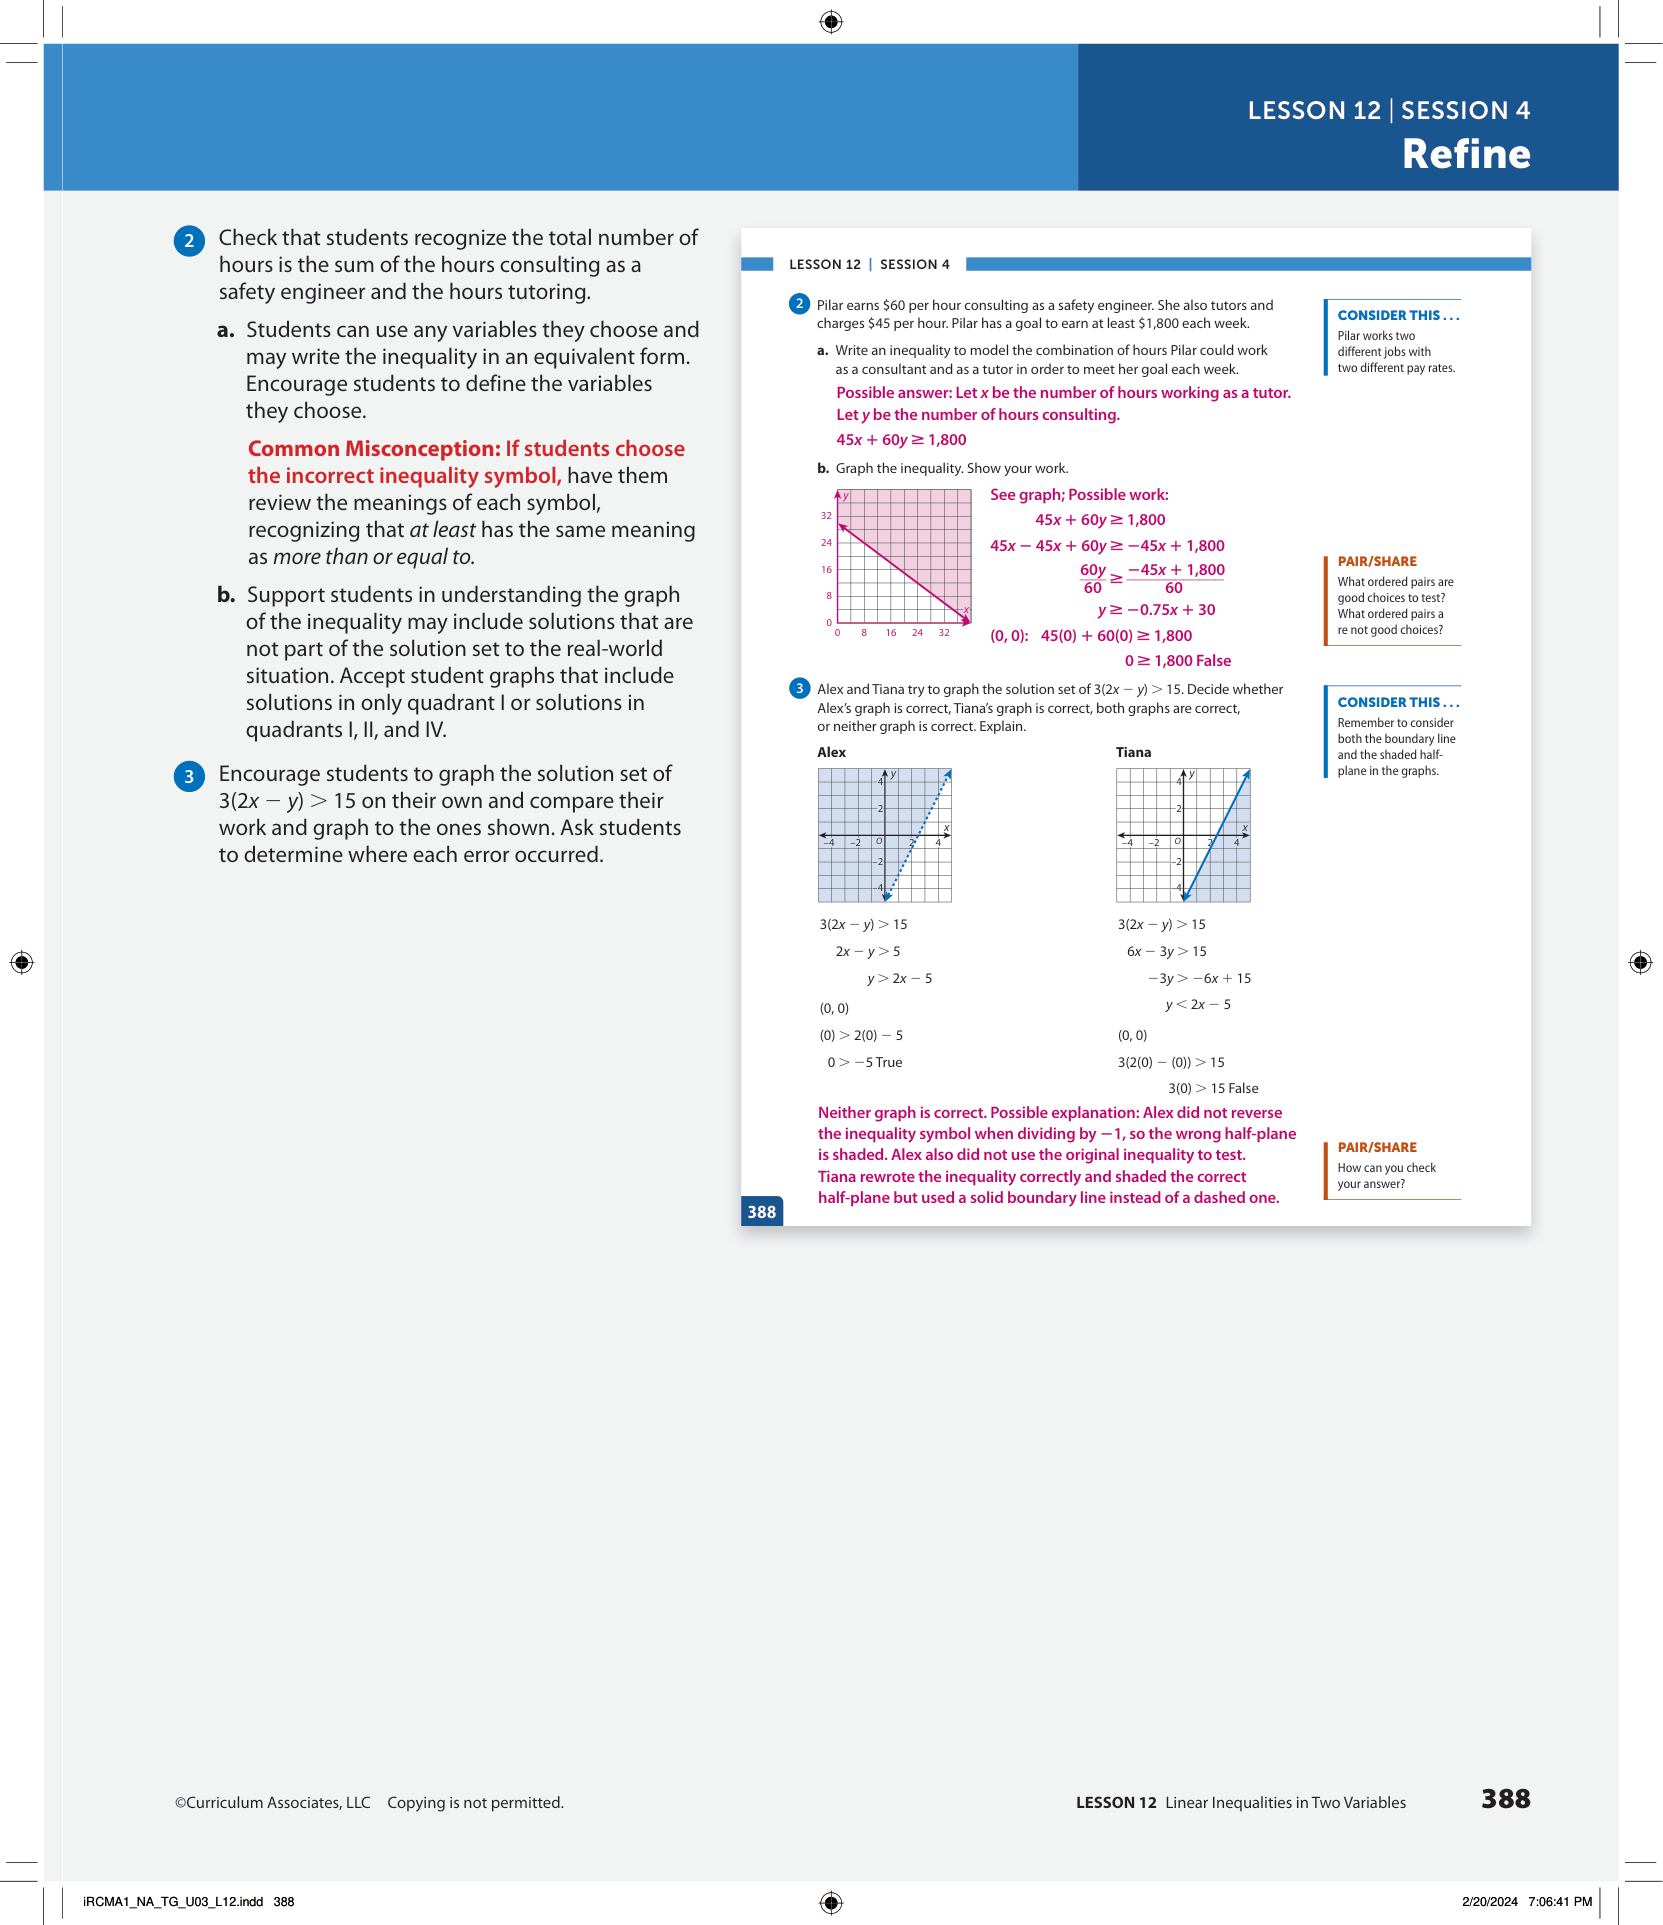 LESSON 12 | SESSION 4
Refine
2 Check that students recognize the total number of
hours is the sum of the hours consulting as a
safety engineer and the hours tutoring.
a. Students can use any variables they choose and
may write the inequality in an equivalent form.
Encourage students to define the variables
they choose.
Common Misconception: If students choose
the incorrect inequality symbol, have them
review the meanings of each symbol,
recognizing that at least has the same meaning
as more than or equal to.
b. Support students in understanding the graph
of the inequality may include solutions that are
not part of the solution set to the real-world
situation. Accept student graphs that include
solutions in only quadrant I or solutions in
quadrants I, II, and IV.
3 Encourage students to graph the solution set of
3(2x − y) > 15 on their own and compare their
work and graph to the ones shown. Ask students
to determine where each error occurred.
LESSON 12 | SESSION 4
2 Pilar earns $60 per hour consulting as a safety engineer. She also tutors and
charges $45 per hour. Pilar has a goal to earn at least $1,800 each week.
a. Write an inequality to model the combination of hours Pilar could work
as a consultant and as a tutor in order to meet her goal each week.
Possible answer: Let x be the number of hours working as a tutor.
Let y be the number of hours consulting.
45x + 60y ≥ 1,800
b. Graph the inequality. Show your work.
y
32
24
16
8
0
x
0 8 16 24 32
See graph; Possible work:
45x + 60y ≥ 1,800
45x − 45x + 60y ≥ −45x + 1,800
60y ≥ −45x + 1,800
60 60
y ≥ −0.75x + 30
(0, 0): 45(0) + 60(0) ≥ 1,800
0 ≥ 1,800 False
CONSIDER THIS . . .
Pilar works two
different jobs with
two different pay rates.
PAIR/SHARE
What ordered pairs are
good choices to test?
What ordered pairs a
re not good choices?
3 Alex and Tiana try to graph the solution set of 3(2x − y) > 15. Decide whether
Alex's graph is correct, Tiana's graph is correct, both graphs are correct,
or neither graph is correct. Explain.
CONSIDER THIS . . .
Remember to consider
both the boundary line
and the shaded half-
plane in the graphs.
Alex
y
4
2
x
−4 −2 O 2 4
−2
−4
3(2x − y) > 15
2x − y > 5
y > 2x − 5
(0, 0)
(0) > 2(0) − 5
0 > −5 True
Tiana
y
4
2
x
−4 −2 O 2 4
−2
−4
3(2x − y) > 15
6x − 3y > 15
−3y > −6x + 15
y < 2x − 5
(0, 0)
3(2(0) − (0)) > 15
3(0) > 15 False
Neither graph is correct. Possible explanation: Alex did not reverse
the inequality symbol when dividing by −1, so the wrong half-plane
is shaded. Alex also did not use the original inequality to test.
Tiana rewrote the inequality correctly and shaded the correct
half-plane but used a solid boundary line instead of a dashed one.
PAIR/SHARE
How can you check
your answer?
388
©Curriculum Associates, LLC Copying is not permitted.
LESSON 12 Linear Inequalities in Two Variables 388
iRCMA1_NA_TG_U03_L12.indd 388
2/20/2024 7:06:41 PM